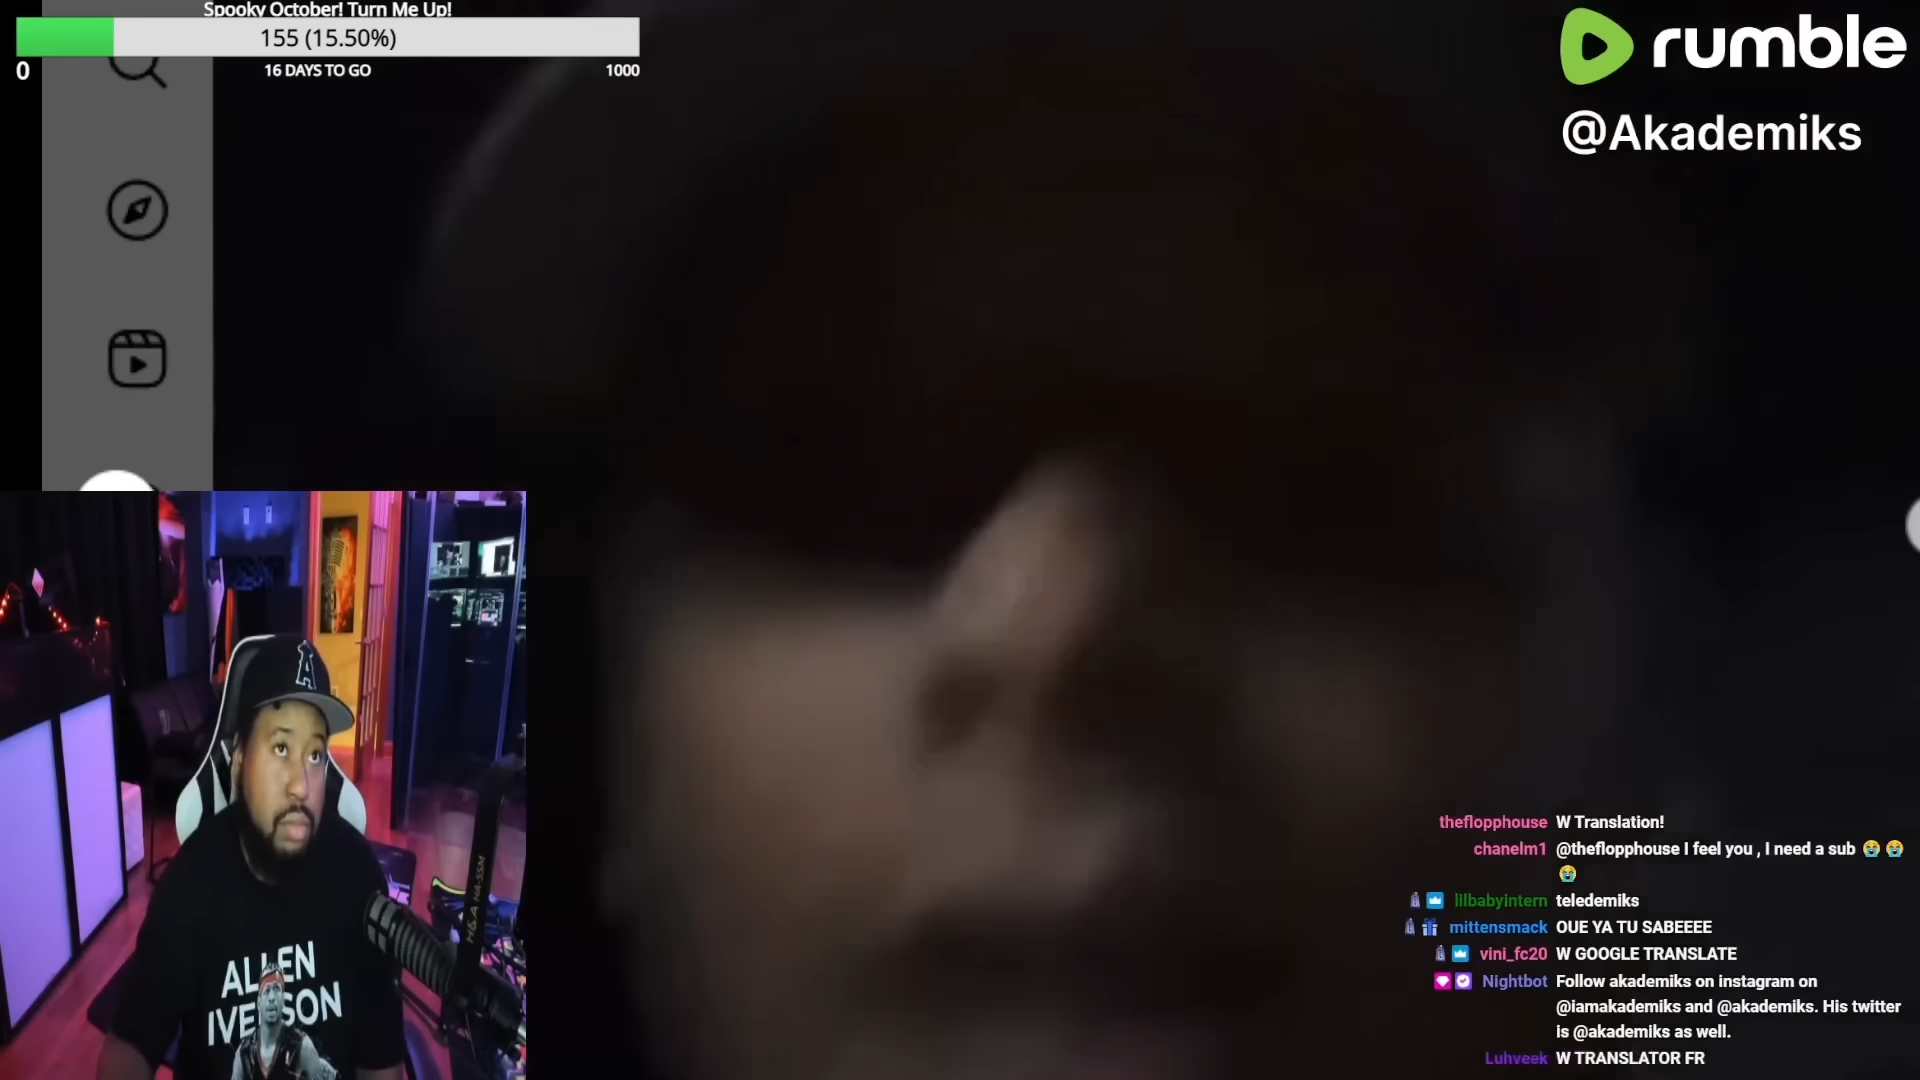 Spooky October! Turn Me Up!
155 (15.50%)
0
16 DAYS TO GO
1000
rumble
@Akademiks
A
ALLEN
IVERSON
H&A HA-SSM
theflopphouse W Translation!
chanelm1 @theflopphouse I feel you , I need a sub 😭 😭
😭
lilbabyintern teledemiks
mittensmack OUE YA TU SABEEEE
vini_fc20 W GOOGLE TRANSLATE
Nightbot Follow akademiks on instagram on
@iamakademiks and @akademiks. His twitter
is @akademiks as well.
Luhveek W TRANSLATOR FR